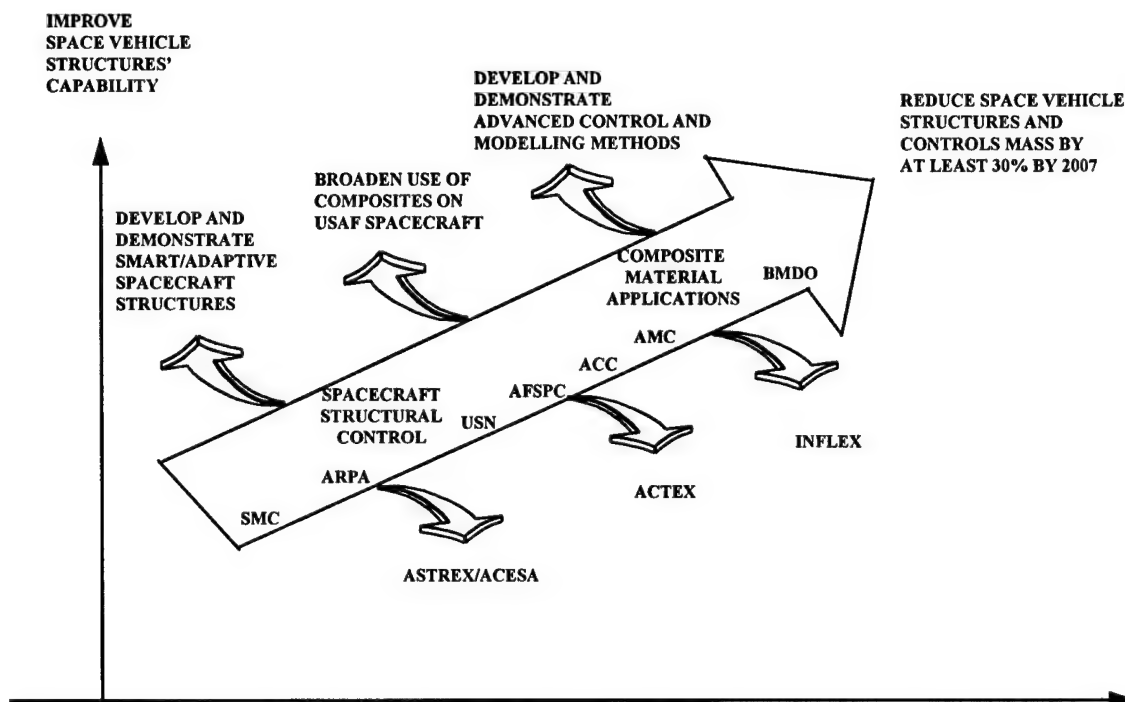 IMPROVE
SPACE VEHICLE
STRUCTURES'
CAPABILITY
DEVELOP AND
DEMONSTRATE
ADVANCED CONTROL AND
MODELLING METHODS
REDUCE SPACE VEHICLE
STRUCTURES AND
CONTROLS MASS BY
AT LEAST 30% BY 2007
BROADEN USE OF
COMPOSITES ON
USAF SPACECRAFT
DEVELOP AND
DEMONSTRATE
SMART/ADAPTIVE
SPACECRAFT
STRUCTURES
COMPOSITE
MATERIAL
APPLICATIONS
BMDO
AMC
ACC
AFSPC
SPACECRAFT
STRUCTURAL
CONTROL
USN
ARPA
SMC
INFLEX
ACTEX
ASTREX/ACESA